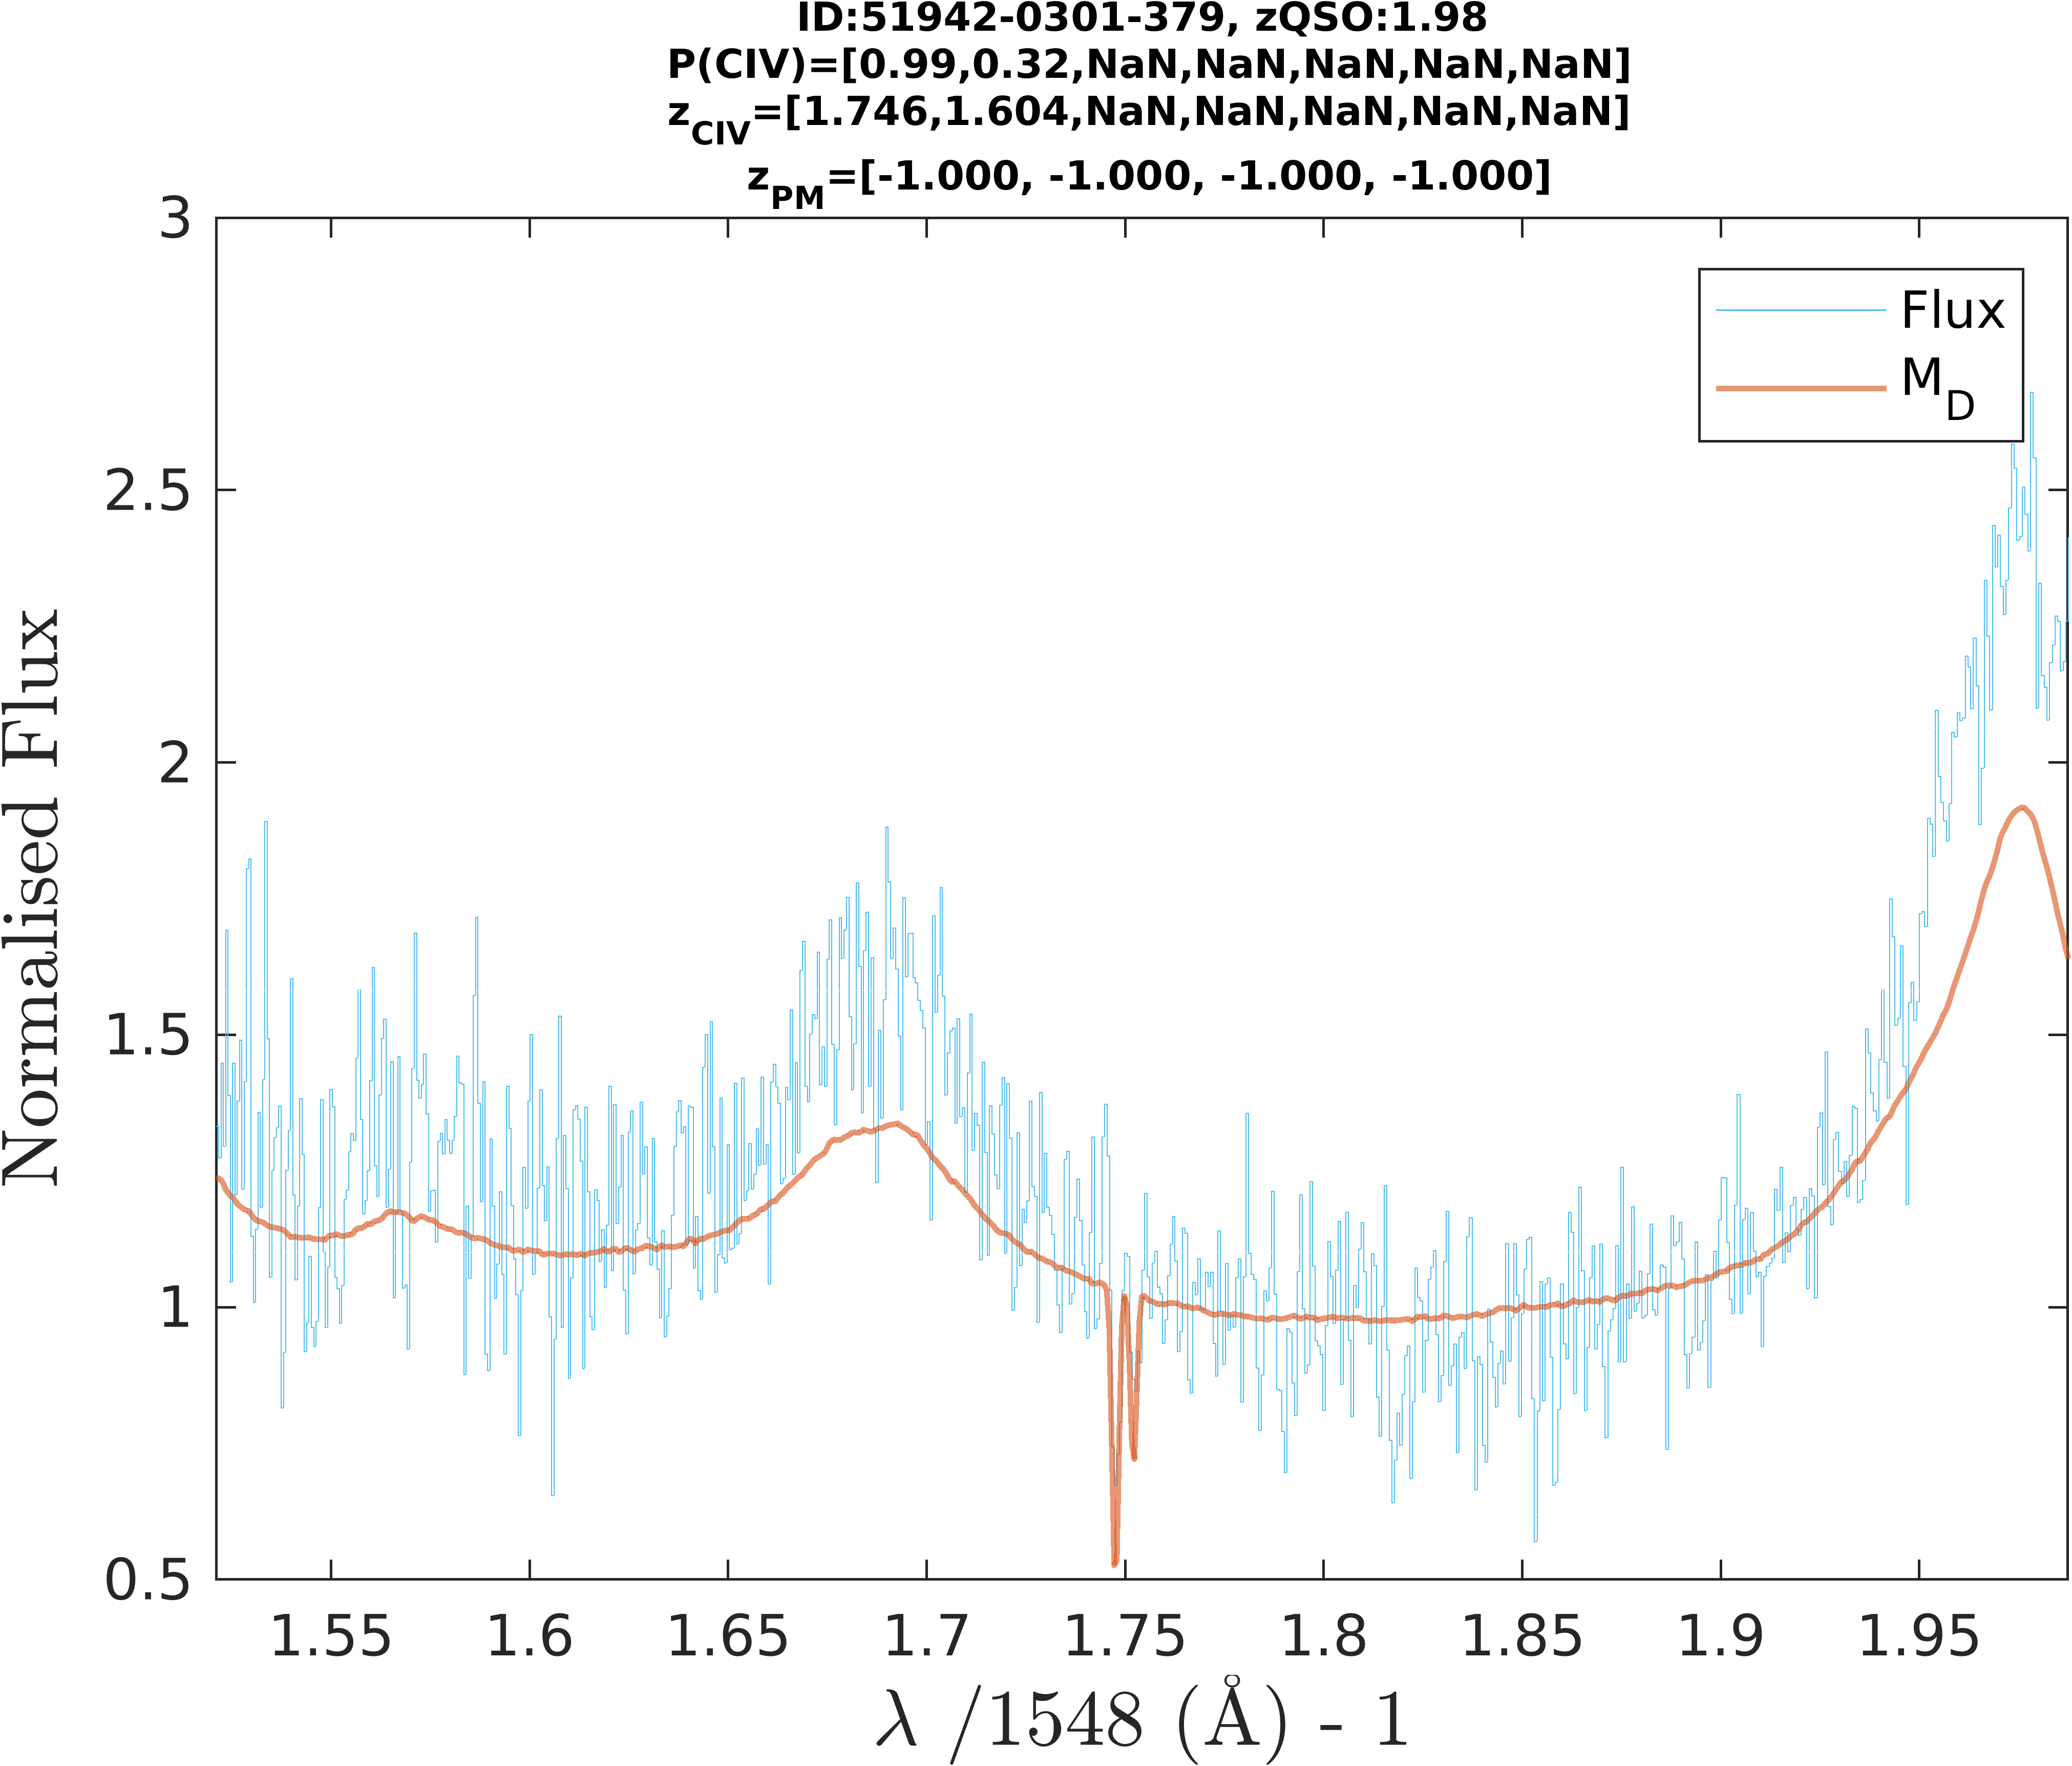 ID:51942-0301-379, zQSO:1.98
P(CIV)=[0.99,0.32,NaN,NaN,NaN,NaN,NaN]
zCIV=[1.746,1.604,NaN,NaN,NaN,NaN,NaN]
zPM=[-1.000, -1.000, -1.000, -1.000]
3
2.5
2
1.5
1
0.5
Normalised Flux
Flux
MD
1.55 1.6 1.65 1.7 1.75 1.8 1.85 1.9 1.95
λ /1548 (Å) - 1